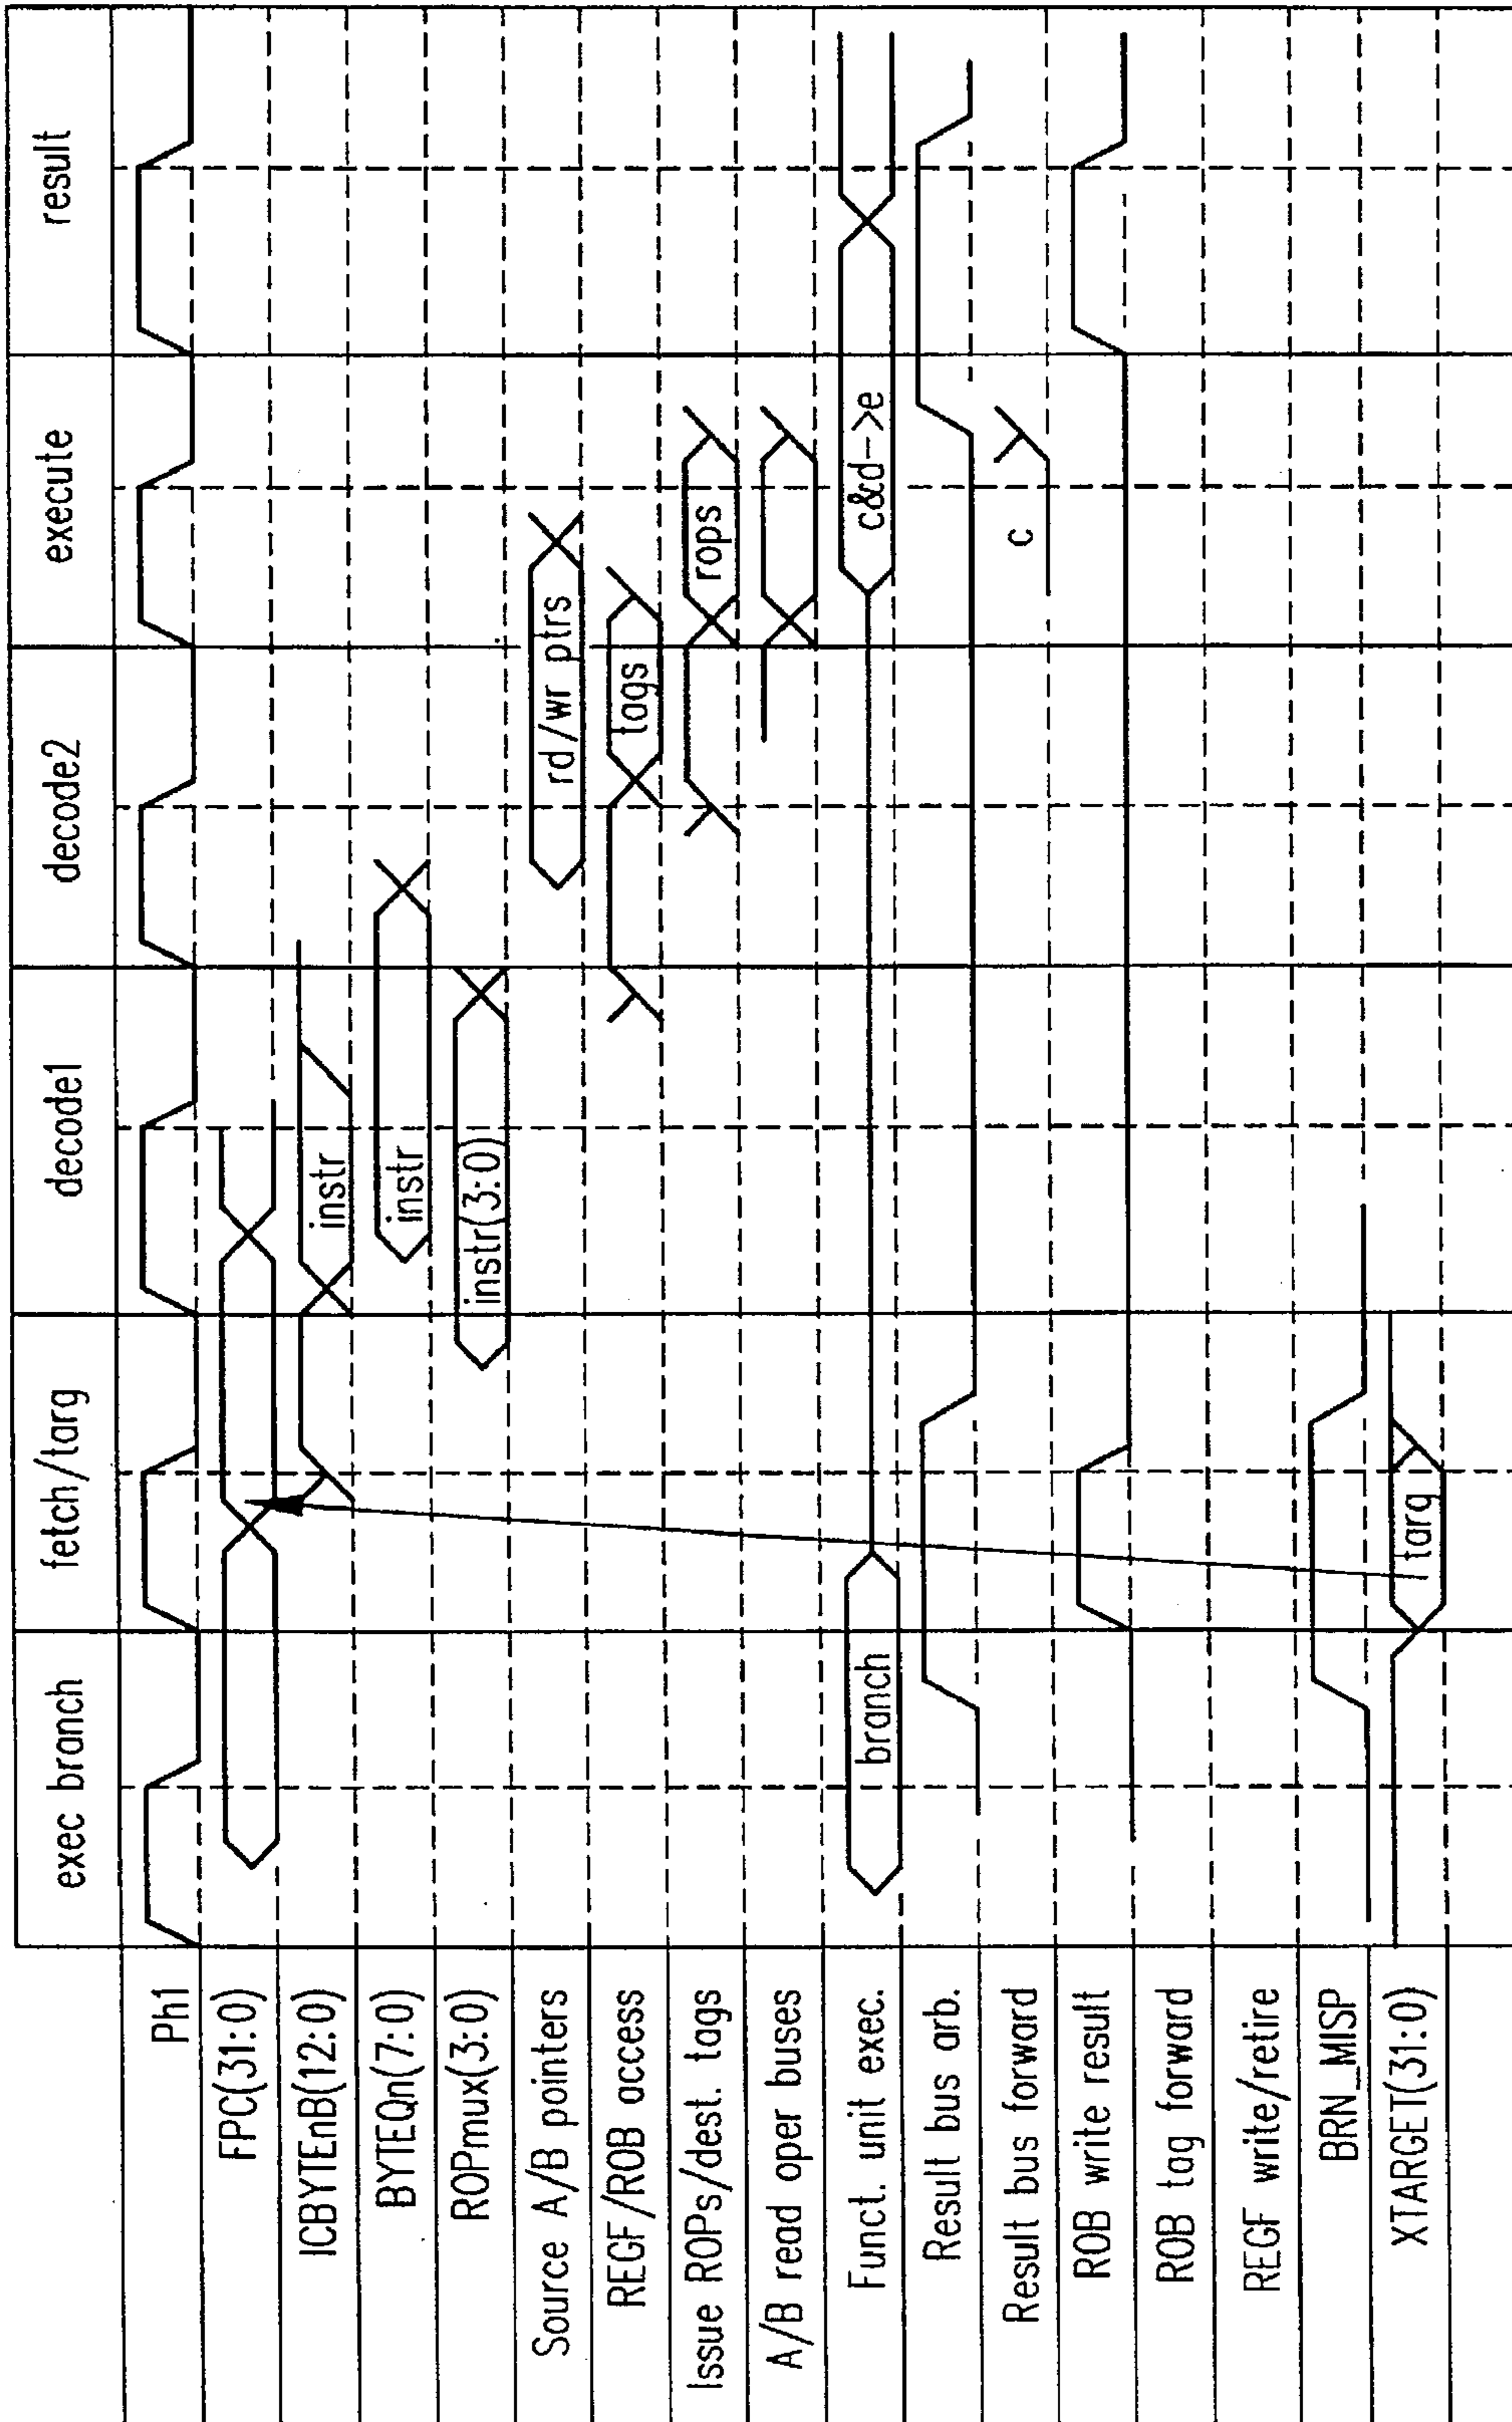 exec branch
fetch/targ
decode1
decode2
execute
result
Ph1
FPC(31:0)
ICBYTEnB(12:0)
instr
BYTEQn(7:0)
instr
ROPmux(3:0)
instr(3:0)
Source A/B pointers
rd/wr ptrs
REGF/ROB access
tags
Issue ROPs/dest. tags
rops
A/B read oper buses
Funct. unit exec.
branch
c&d->e
Result bus arb.
Result bus forward
c
ROB write result
ROB tag forward
REGF write/retire
BRN_MISP
XTARGET(31:0)
targ